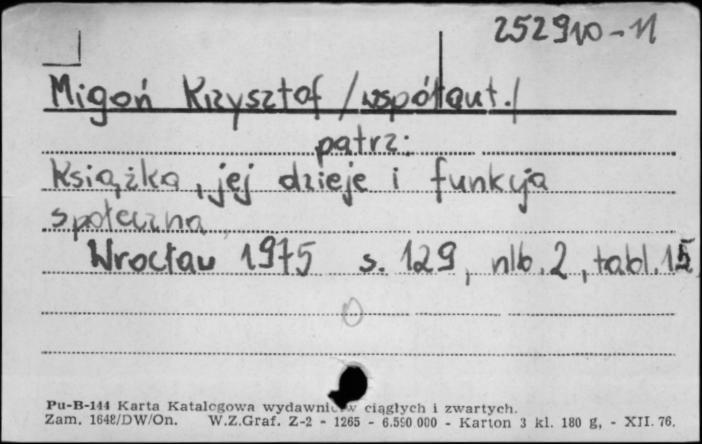 252910-11
Migoń Krzysztof /współaut./
patrz:
Książka, jej dzieje i funkcja
społeczna,
Wrocław 1975 s. 129, nlb. 2, tabl. 15
Pu-B-144 Karta Katalogowa wydawnictw ciągłych i zwartych.
Zam. 1648/DW/On. W.Z.Graf. Z-2 - 1265 - 6.590 000 - Karton 3 kl. 180 g, - XII. 76.